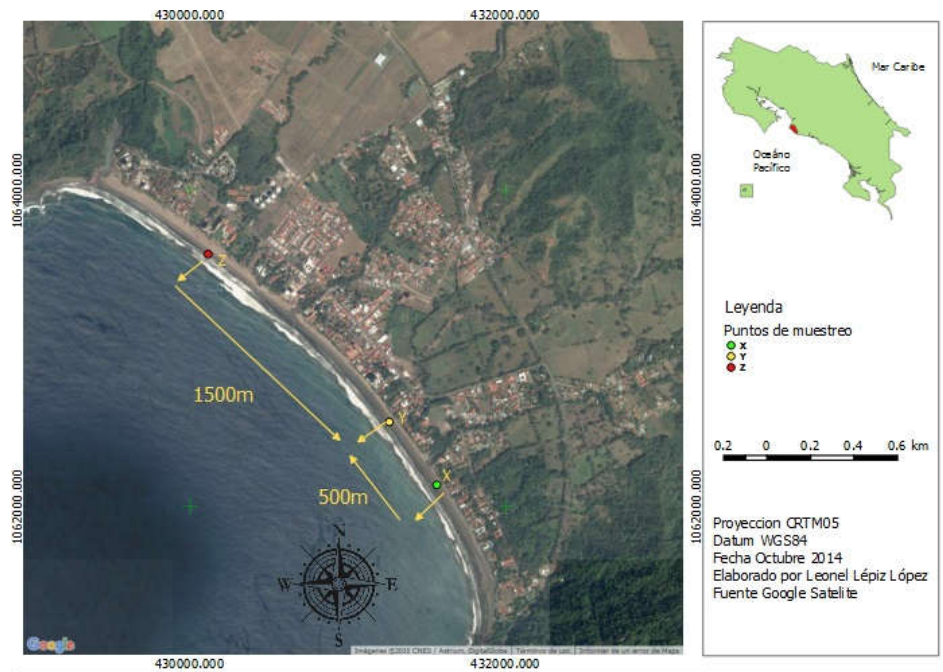 430000.000
432000.000
1064000.000
1064000.000
Z
1500m
Y
X
500m
1062000.000
1062000.000
N
W
E
S
Google
Imágenes ©2015 CNES / Astrium, DigitalGlobe
Términos de uso
Informar de un error de Maps
430000.000
432000.000
Mar Caribe
Oceáno
Pacífico
Leyenda
Puntos de muestreo
X
Y
Z
0.2 0 0.2 0.4 0.6 km
Proyeccion CRTM05
Datum WGS84
Fecha Octubre 2014
Elaborado por Leonel Lépiz López
Fuente Google Satelite